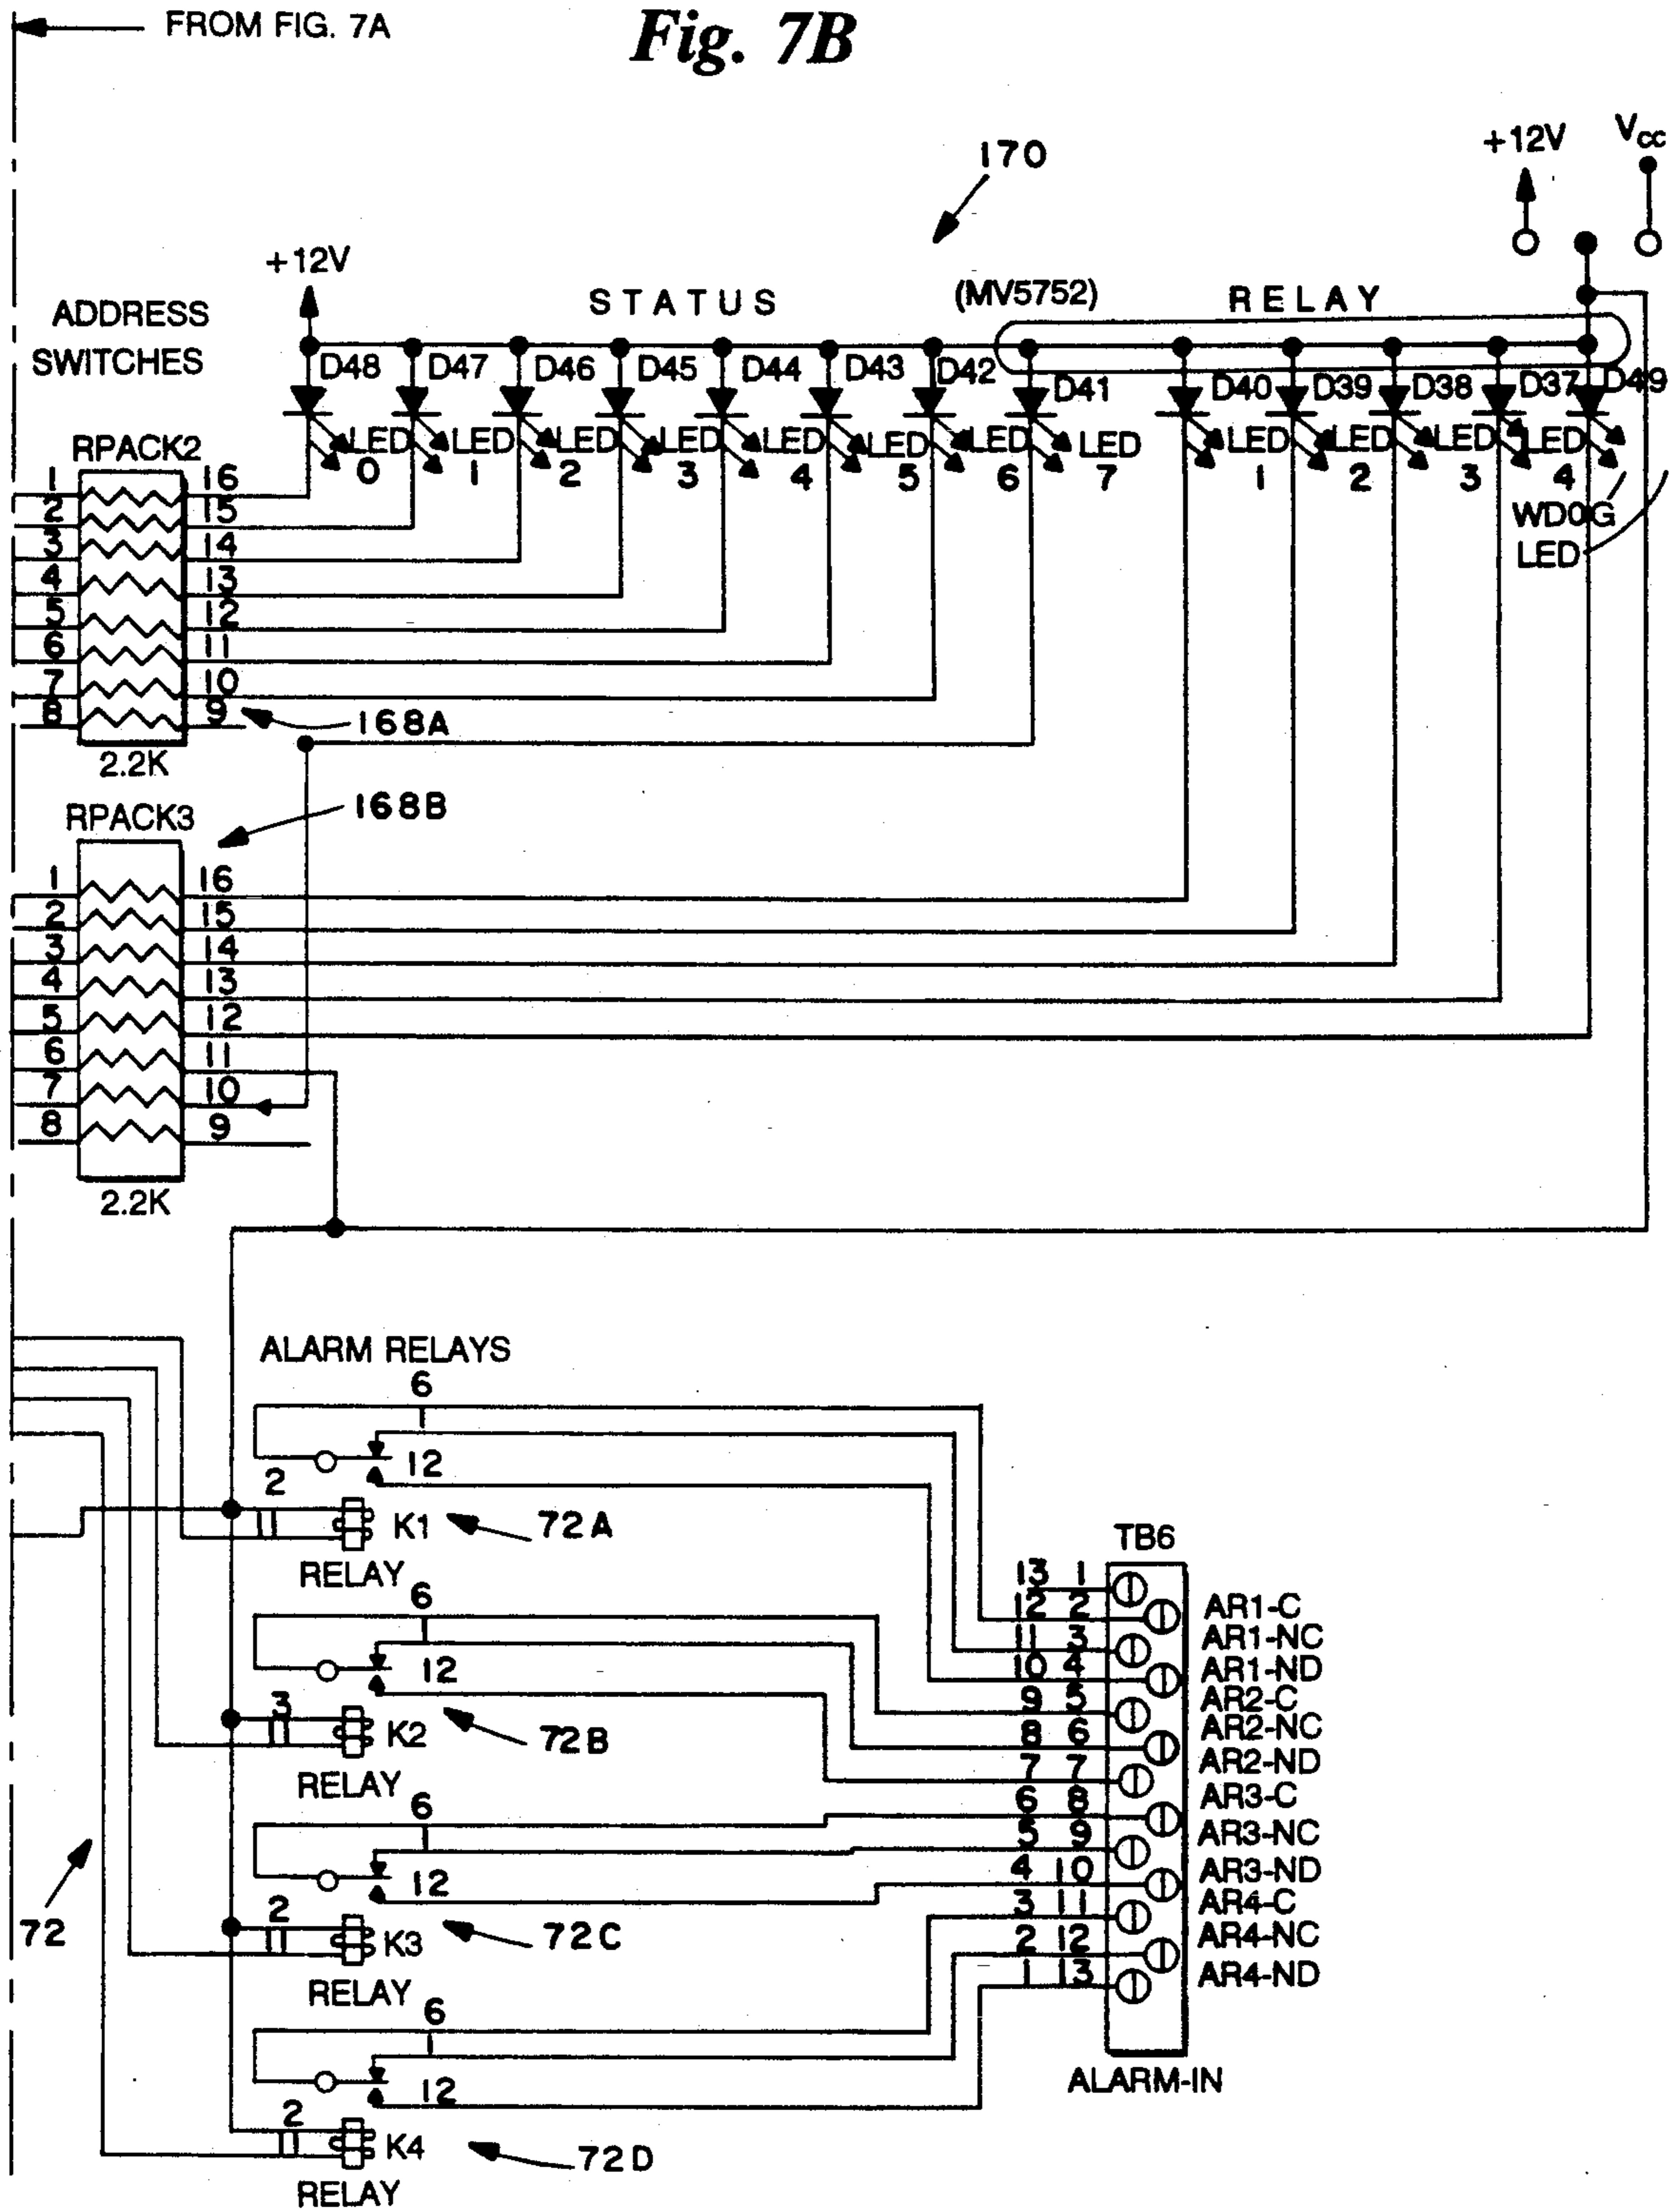 FROM FIG. 7A
Fig. 7B
170
+12V
Vcc
+12V
ADDRESS
SWITCHES
STATUS
(MV5752)
RELAY
D48
D47
D46
D45
D44
D43
D42
D41
D40
D39
D38
D37
D49
LED
0
LED
1
LED
2
LED
3
LED
4
LED
5
LED
6
LED
7
LED
1
LED
2
LED
3
LED
4
WDOG
LED
RPACK2
1 16
2 15
3 14
4 13
5 12
6 11
7 10
8 9
168A
2.2K
RPACK3
168B
1 16
2 15
3 14
4 13
5 12
6 11
7 10
8 9
2.2K
ALARM RELAYS
6
12
2
K1
72A
RELAY
6
12
3
K2
72B
RELAY
6
12
2
K3
72C
RELAY
6
12
2
K4
72D
RELAY
72
TB6
13 1
12 2 AR1-C
11 3 AR1-NC
10 4 AR1-ND
9 5 AR2-C
8 6 AR2-NC
7 7 AR2-ND
6 8 AR3-C
5 9 AR3-NC
4 10 AR3-ND
3 11 AR4-C
2 12 AR4-NC
1 13 AR4-ND
ALARM-IN